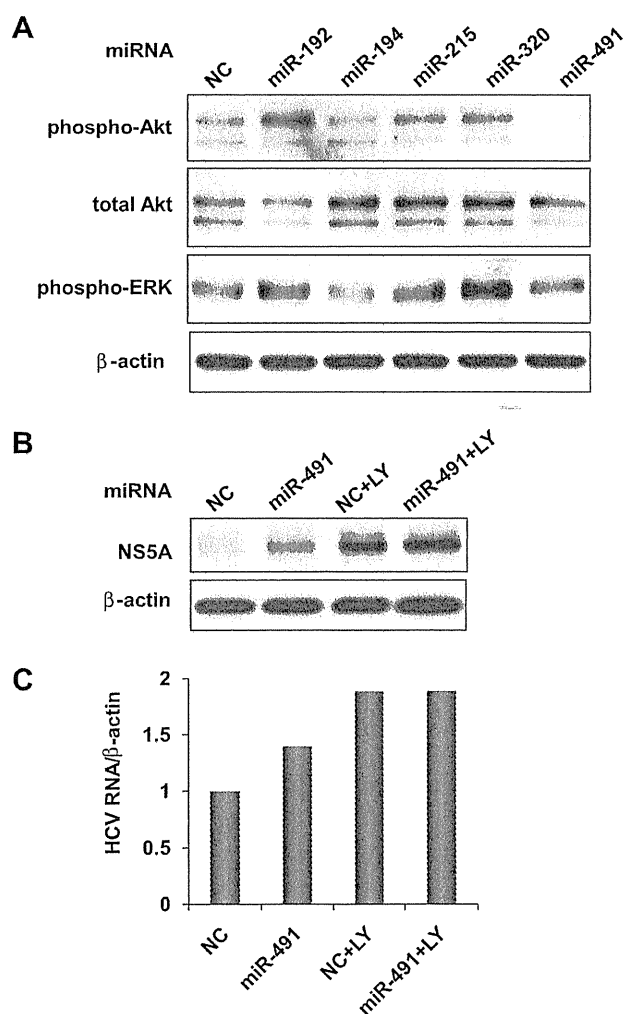 A
miRNA
NC
miR-192
miR-194
miR-215
miR-320
miR-491
phospho-Akt
total Akt
phospho-ERK
β-actin
B
miRNA
NC
miR-491
NC+LY
miR-491+LY
NS5A
β-actin
C
HCV RNA/β-actin
2
1.5
1
0.5
0
NC
miR-491
NC+LY
miR-491+LY